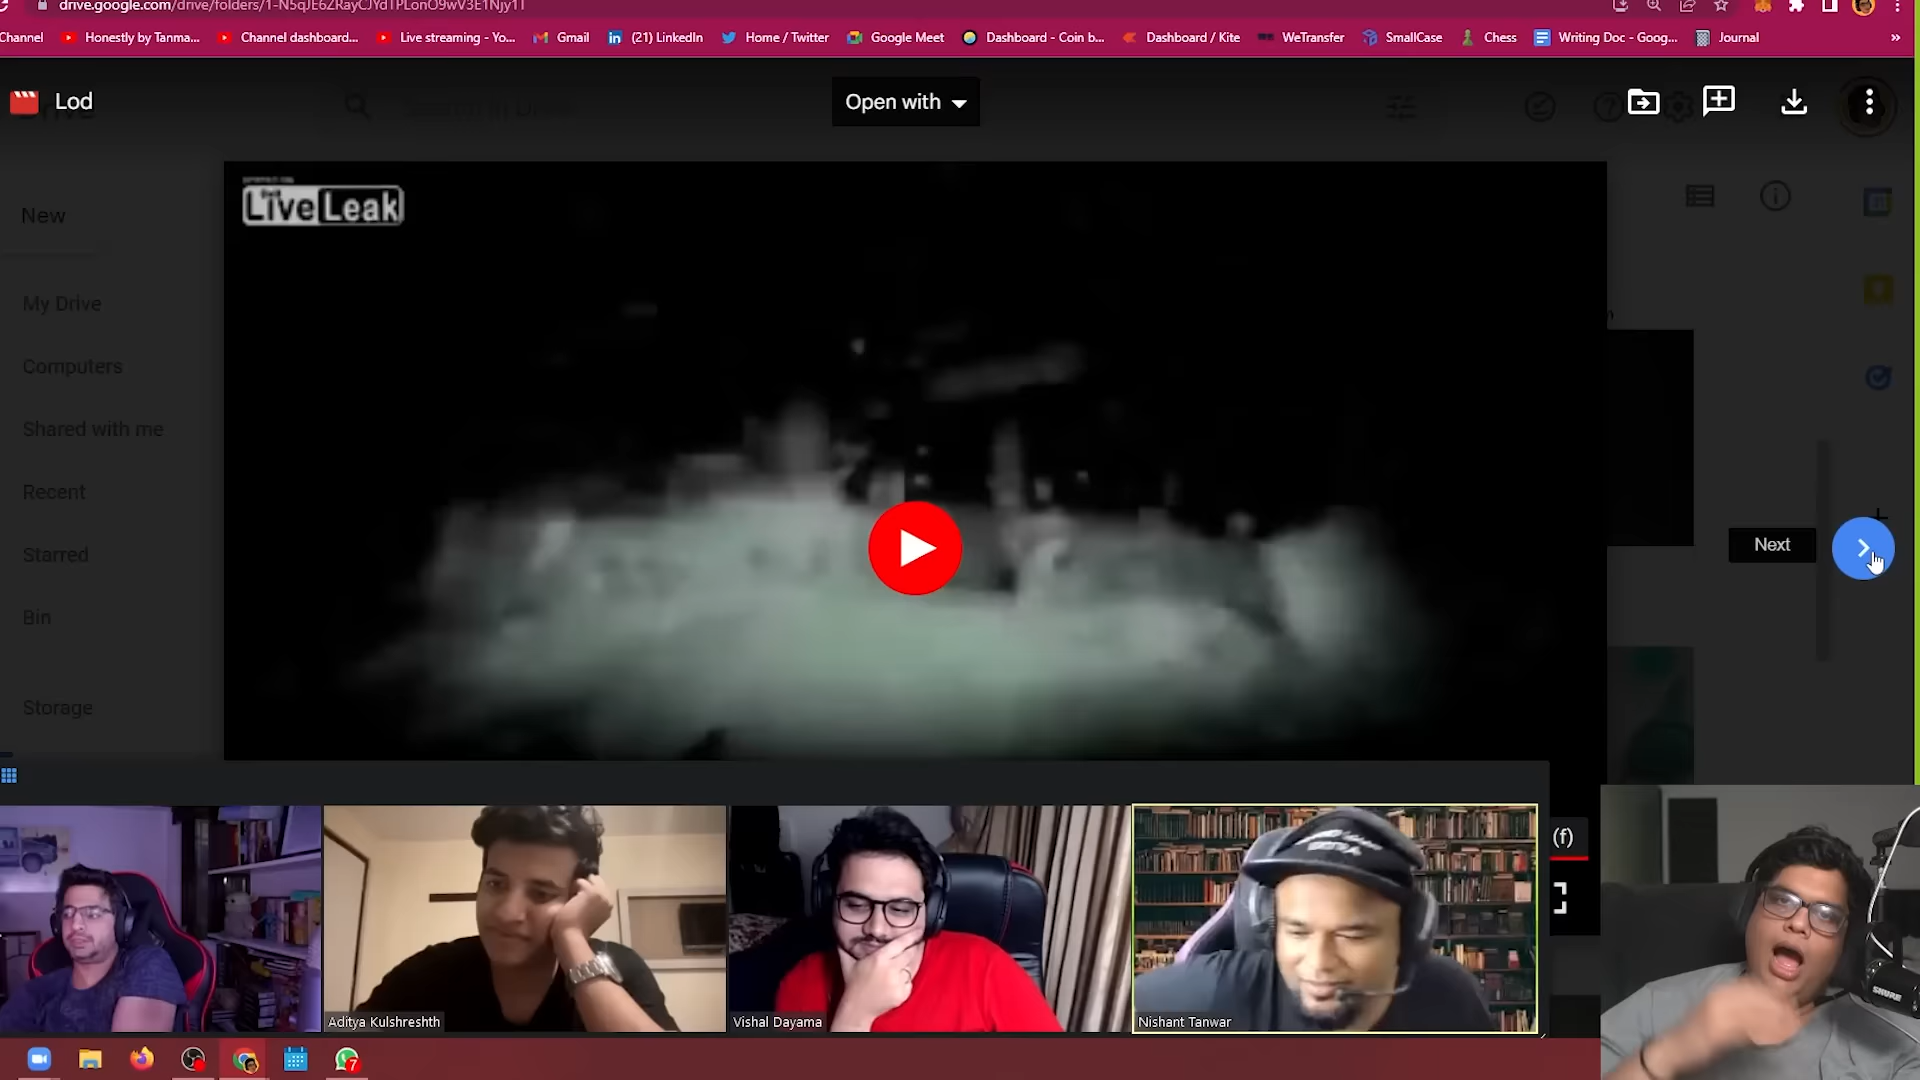 drive.google.com/drive/folders/1-N5qJE6ZRayCJYdTPLonO9wV3E1Njy1T
Channel Honestly by Tanma... Channel dashboard... Live streaming - Yo... Gmail (21) LinkedIn Home / Twitter Google Meet Dashboard - Coin b... Dashboard / Kite WeTransfer SmallCase Chess Writing Doc - Goog... Journal »
Lod
Open with
LiveLeak
New
My Drive
Computers
Shared with me
Recent
Starred
Bin
Storage
Next
(f)
Aditya Kulshreshth
Vishal Dayama
Nishant Tanwar
SHURE
7